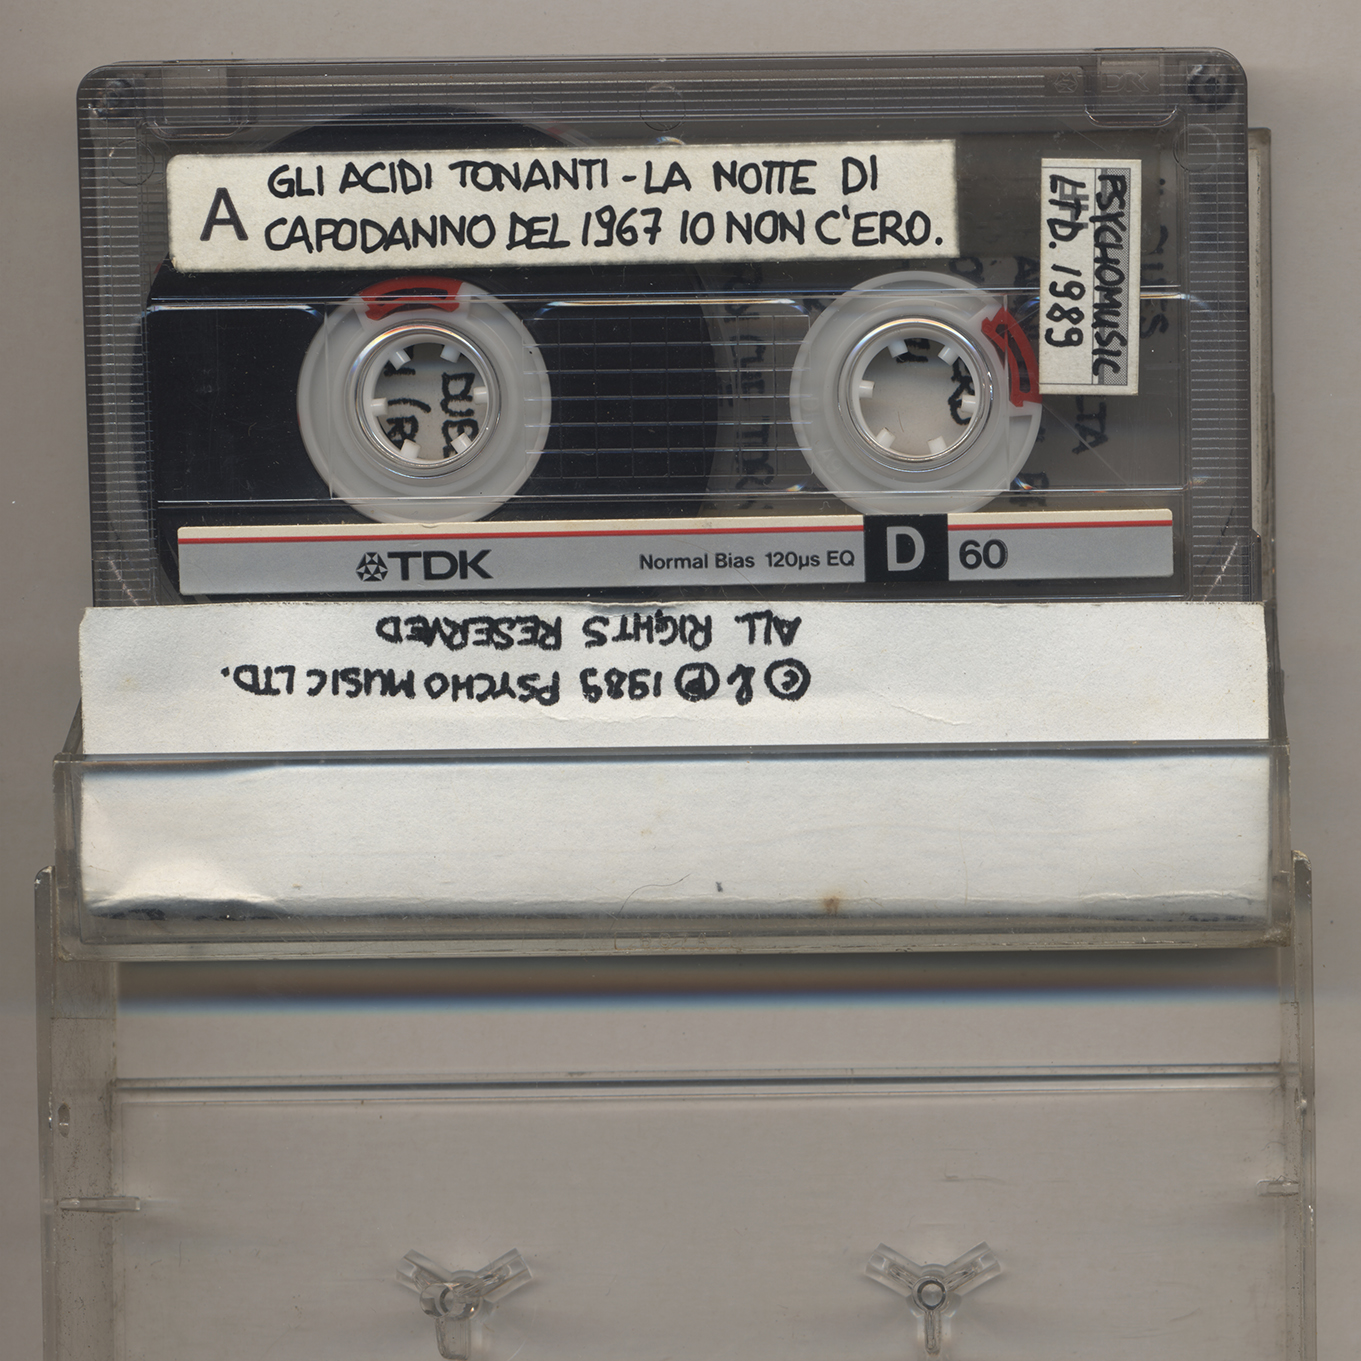 A
GLI ACIDI TONANTI - LA NOTTE DI
CAPODANNO DEL 1967 IO NON C'ERO.
PSYCHOMUSIC
LTD. 1989
TDK
Normal Bias 120µs EQ
D
60
© & ℗ 1989 PSYCHO MUSIC LTD.
ALL RIGHTS RESERVED